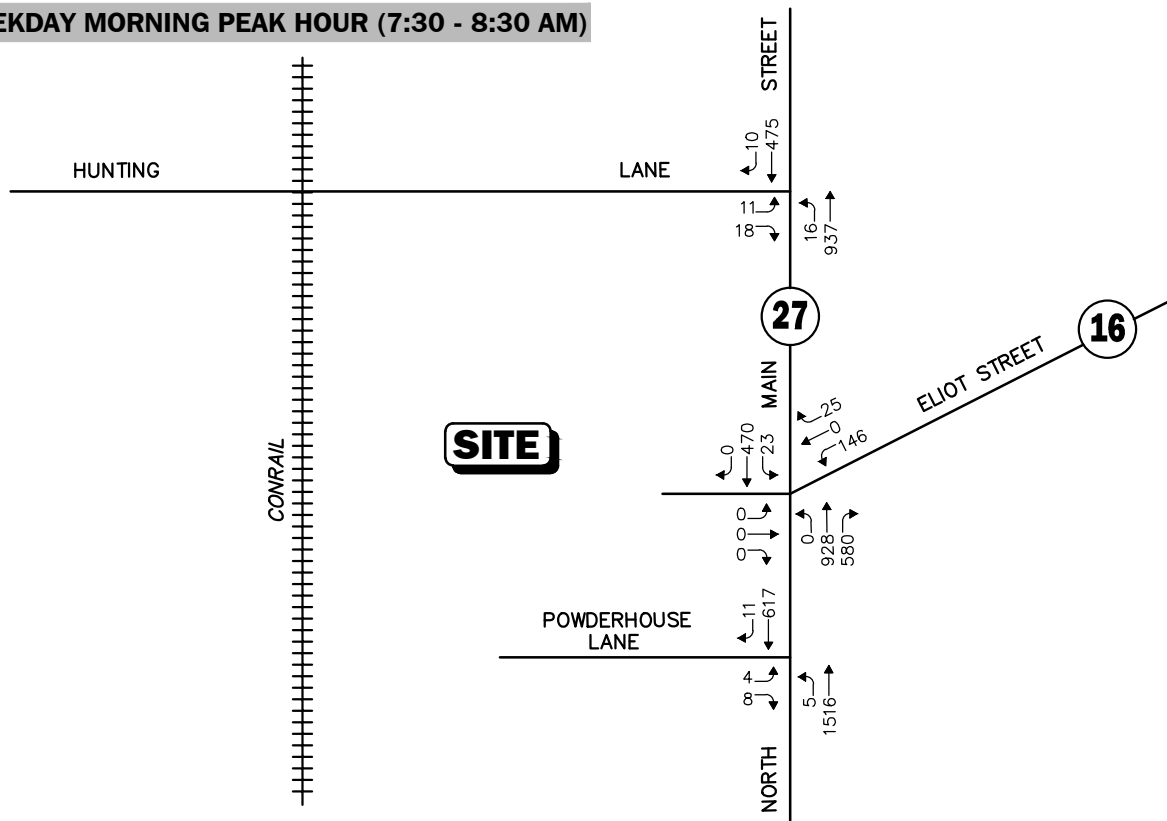 EKDAY MORNING PEAK HOUR (7:30 - 8:30 AM)
STREET
10
475
HUNTING
LANE
11
18
16
937
27
16
ELIOT STREET
MAIN
25
0
146
0
470
23
SITE
CONRAIL
0
0
0
0
928
580
11
617
POWDERHOUSE
LANE
4
8
5
1516
NORTH